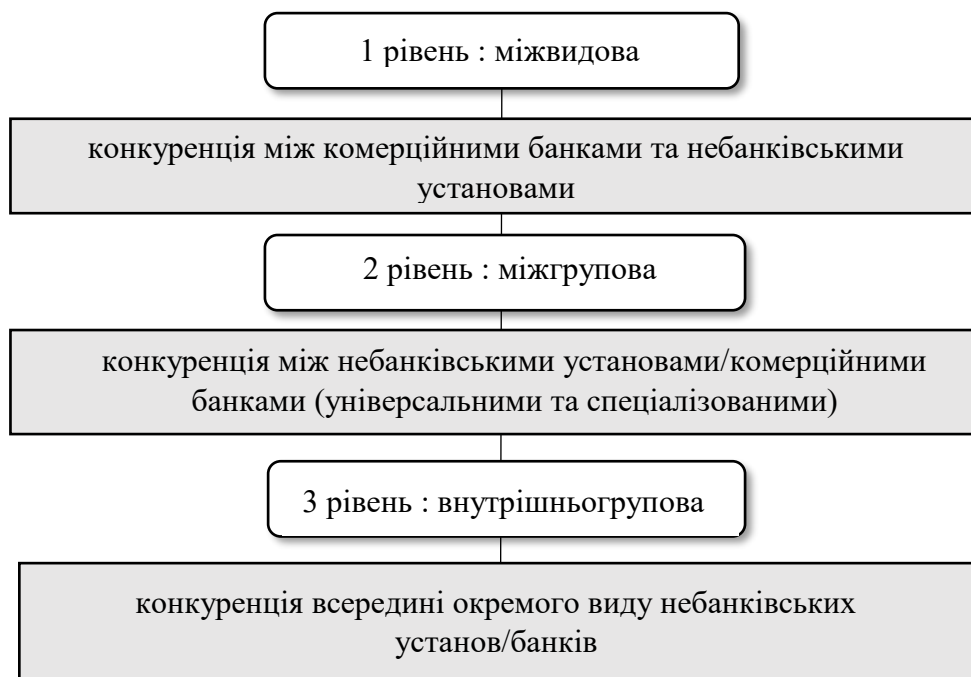 1 рівень : міжвидова
конкуренція між комерційними банками та небанківськими
установами
2 рівень : міжгрупова
конкуренція між небанківськими установами/комерційними
банками (універсальними та спеціалізованими)
3 рівень : внутрішньогрупова
конкуренція всередині окремого виду небанківських
установ/банків